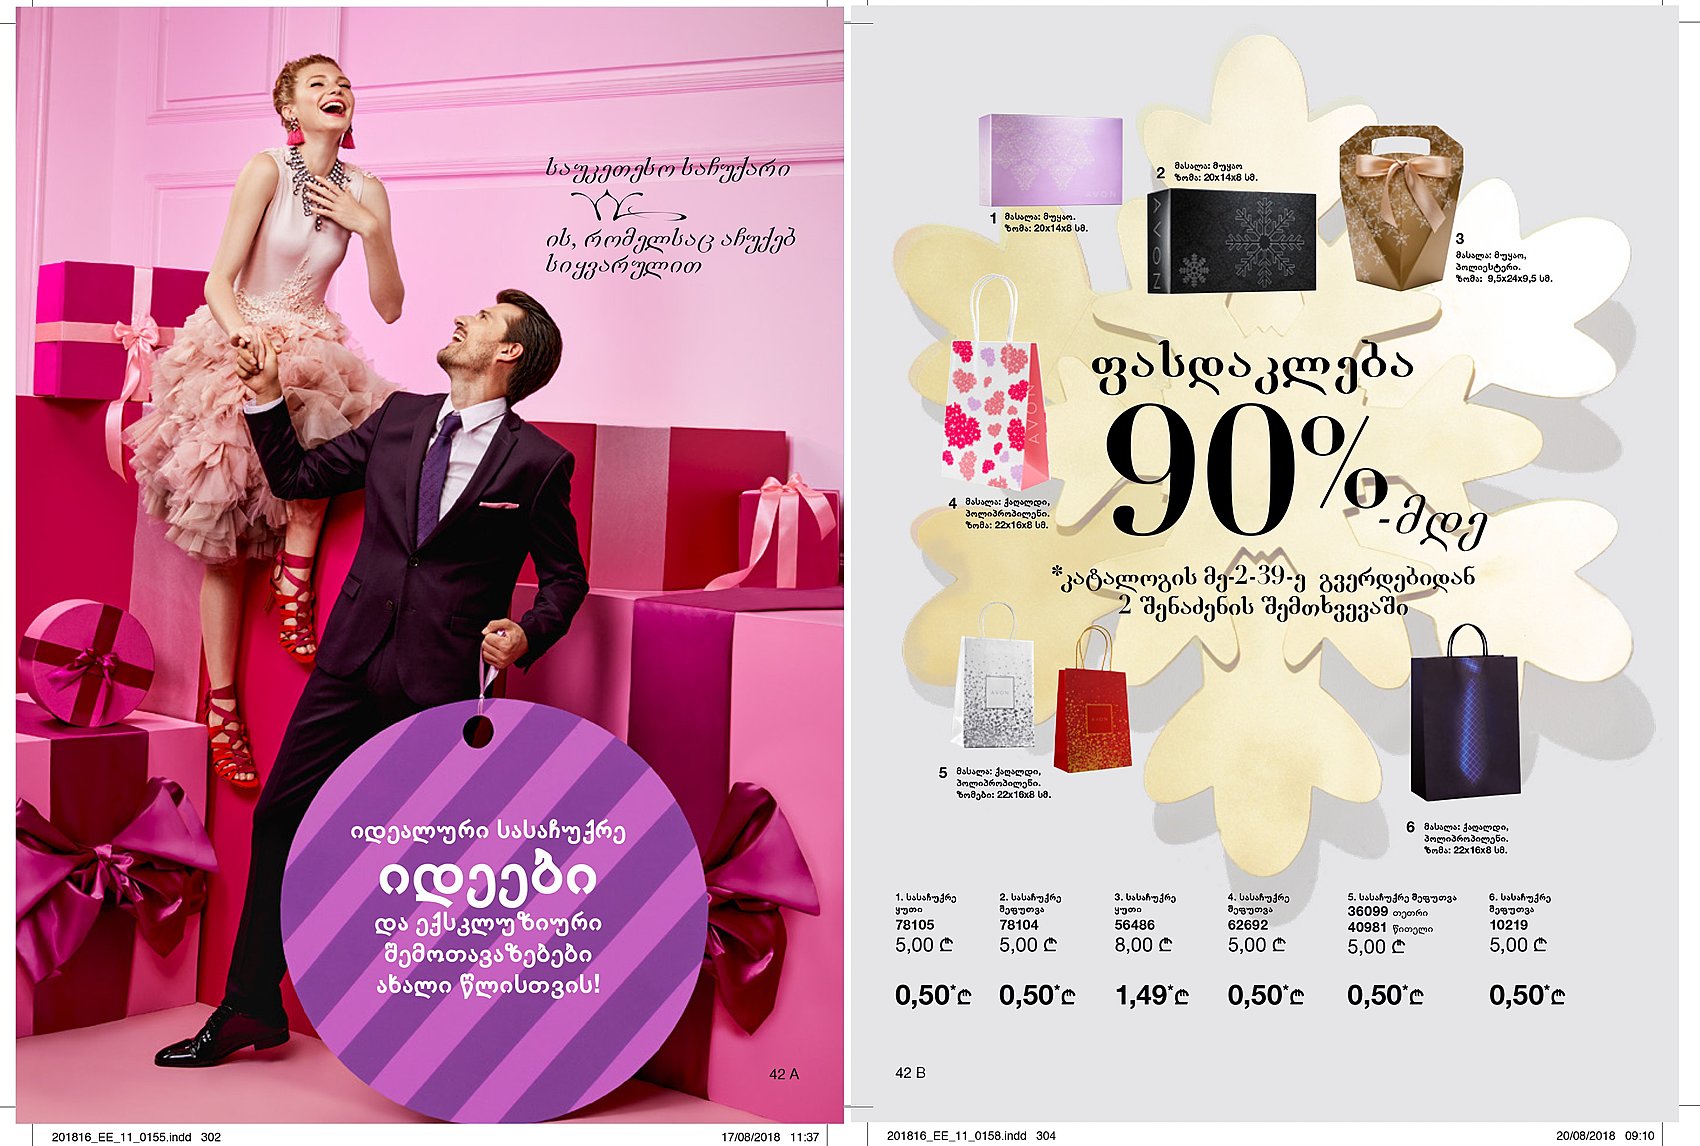 საუკეთესო საჩუქარი
ის, რომელსაც აჩუქებ
სიყვარულით
იდეალური სასაჩუქრე
იდეები
და ექსკლუზიური
შემოთავაზებები
ახალი წლისთვის!
42 A
201816_EE_11_0155.indd 302
17/08/2018 11:37
AVON
1 მასალა: მუყაო.
ზომა: 20x14x8 სმ.
2 მასალა: მუყაო
ზომა: 20x14x8 სმ.
AVON
3
მასალა: მუყაო,
პოლიესტერი.
ზომა: 9,5x24x9,5 სმ.
AVON
4 მასალა: ქაღალდი,
პოლიპროპილენი.
ზომა: 22x16x8 სმ.
ფასდაკლება
90%-მდე
*კატალოგის მე-2-39-ე გვერდებიდან
2 შენაძენის შემთხვევაში
AVON
AVON
5 მასალა: ქაღალდი,
პოლიპროპილენი.
ზომები: 22x16x8 სმ.
6 მასალა: ქაღალდი,
პოლიპროპილენი.
ზომა: 22x16x8 სმ.
1. სასაჩუქრე
ყუთი
78105
5,00 ₾
0,50*₾
2. სასაჩუქრე
შეფუთვა
78104
5,00 ₾
0,50*₾
3. სასაჩუქრე
ყუთი
56486
8,00 ₾
1,49*₾
4. სასაჩუქრე
შეფუთვა
62692
5,00 ₾
0,50*₾
5. სასაჩუქრე შეფუთვა
36099 თეთრი
40981 წითელი
5,00 ₾
0,50*₾
6. სასაჩუქრე
შეფუთვა
10219
5,00 ₾
0,50*₾
42 B
201816_EE_11_0158.indd 304
20/08/2018 09:10